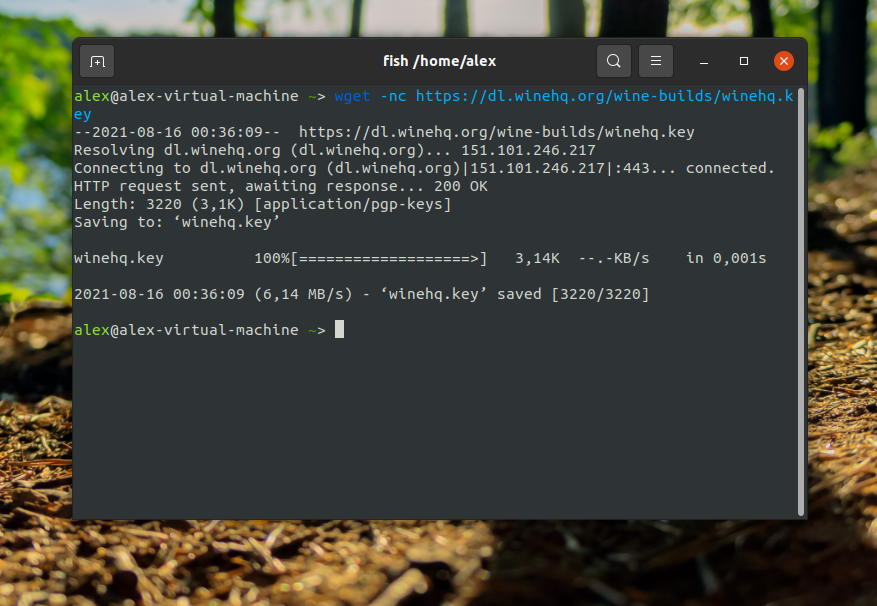 fish /home/alex
alex@alex-virtual-machine ~> wget -nc https://dl.winehq.org/wine-builds/winehq.k
ey
--2021-08-16 00:36:09--  https://dl.winehq.org/wine-builds/winehq.key
Resolving dl.winehq.org (dl.winehq.org)... 151.101.246.217
Connecting to dl.winehq.org (dl.winehq.org)|151.101.246.217|:443... connected.
HTTP request sent, awaiting response... 200 OK
Length: 3220 (3,1K) [application/pgp-keys]
Saving to: ‘winehq.key’
winehq.key          100%[===================>]   3,14K  --.-KB/s    in 0,001s
2021-08-16 00:36:09 (6,14 MB/s) - ‘winehq.key’ saved [3220/3220]
alex@alex-virtual-machine ~>